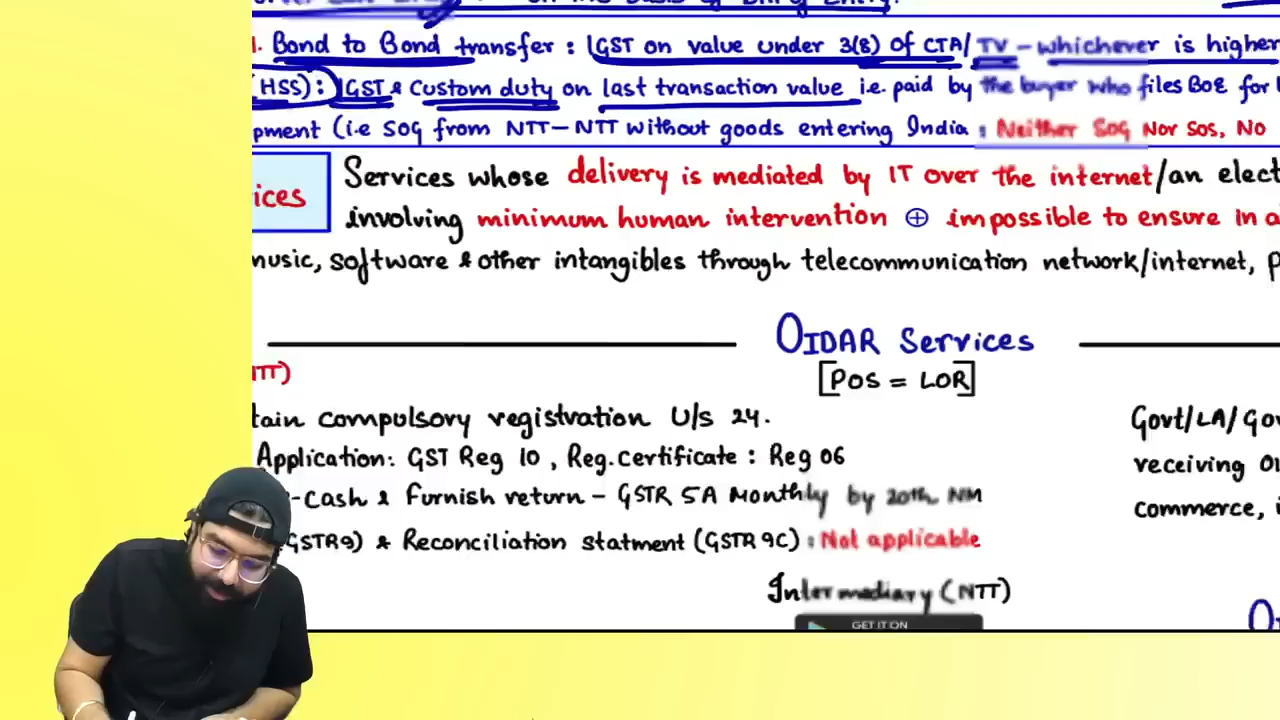 1. Bond to Bond transfer : IGST on value under 3(8) Of CTA/ TV - whichever is higher
(HSS): IGST & Custom duty on last transaction value i.e. paid by the buyer who files BOE for
pment (i.e SOG from NTT-NTT without goods entering India : Neither SOG Nor SOS, NO
ices
Services whose delivery is mediated by IT over the internet/an elect
involving minimum human intervention ⊕ impossible to ensure in a
music, software & other intangibles through telecommunication network/internet, p
OIDAR Services
[POS = LOR]
NTT)
tain compulsory registration U/s 24.
Application: GST Reg 10 , Reg.certificate : Reg 06
-Cash & Furnish return - GSTR 5A Monthly by 20th NM
(GSTR9) & Reconciliation statment (GSTR 9C) : Not applicable
Govt/LA/Gov
receiving OI
commerce, i
Intermediary (NTT)
GET IT ON